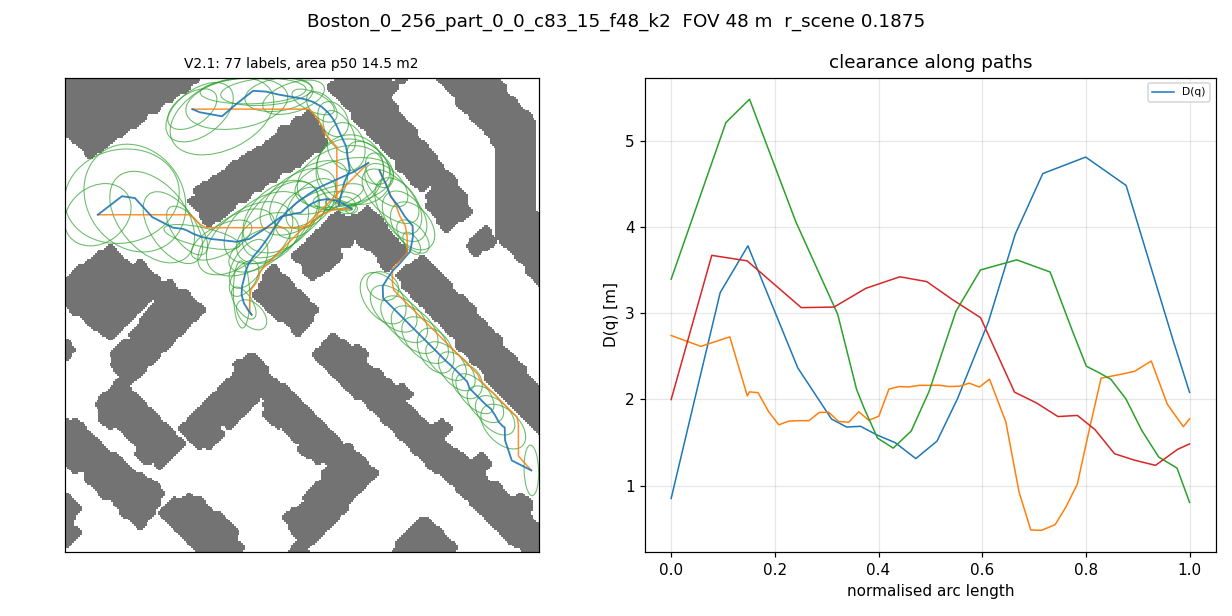 Boston_0_256_part_0_0_c83_15_f48_k2  FOV 48 m  r_scene 0.1875
V2.1: 77 labels, area p50 14.5 m2
clearance along paths
D(q)
D(q) [m]
5
4
3
2
1
0.0 0.2 0.4 0.6 0.8 1.0
normalised arc length